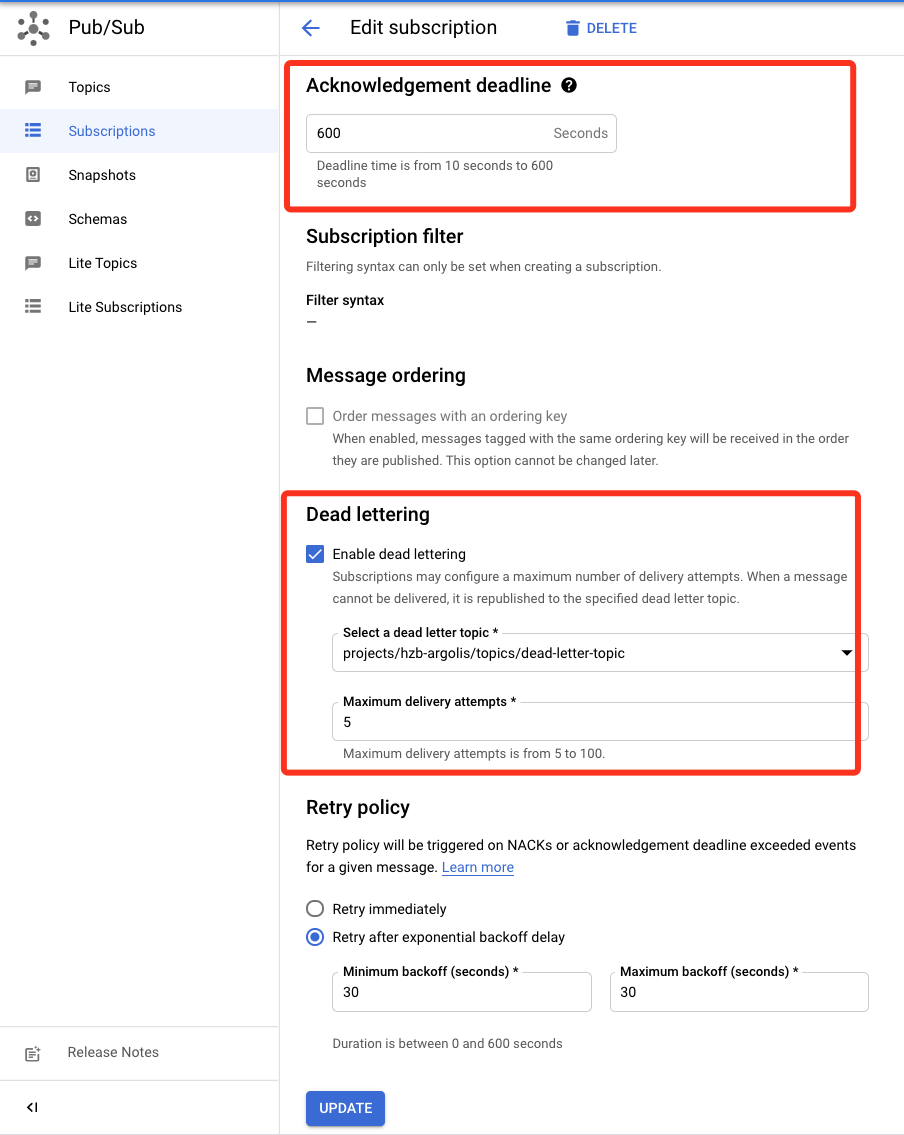 Pub/Sub
Edit subscription
DELETE
Topics
Subscriptions
Snapshots
Schemas
Lite Topics
Lite Subscriptions
Release Notes
Acknowledgement deadline
600 Seconds
Deadline time is from 10 seconds to 600
seconds
Subscription filter
Filtering syntax can only be set when creating a subscription.
Filter syntax
—
Message ordering
Order messages with an ordering key
When enabled, messages tagged with the same ordering key will be received in the order
they are published. This option cannot be changed later.
Dead lettering
Enable dead lettering
Subscriptions may configure a maximum number of delivery attempts. When a message
cannot be delivered, it is republished to the specified dead letter topic.
Select a dead letter topic *
projects/hzb-argolis/topics/dead-letter-topic
Maximum delivery attempts *
5
Maximum delivery attempts is from 5 to 100.
Retry policy
Retry policy will be triggered on NACKs or acknowledgement deadline exceeded events
for a given message. Learn more
Retry immediately
Retry after exponential backoff delay
Minimum backoff (seconds) *
30
Maximum backoff (seconds) *
30
Duration is between 0 and 600 seconds
UPDATE